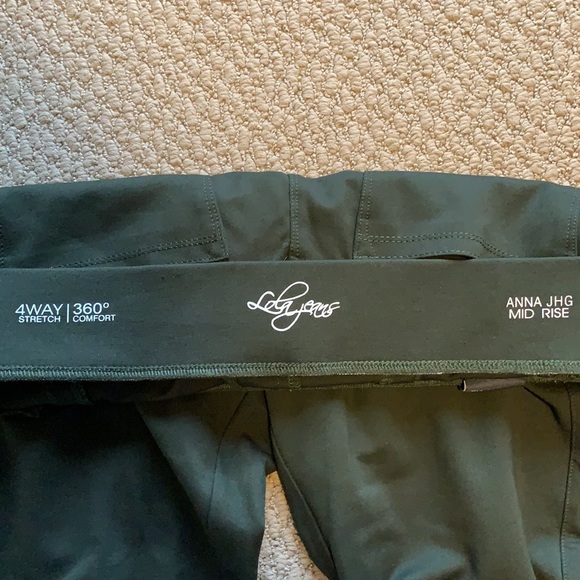 4WAY | 360°
STRETCH | COMFORT
Lola jeans
ANNA JHG
MID RISE